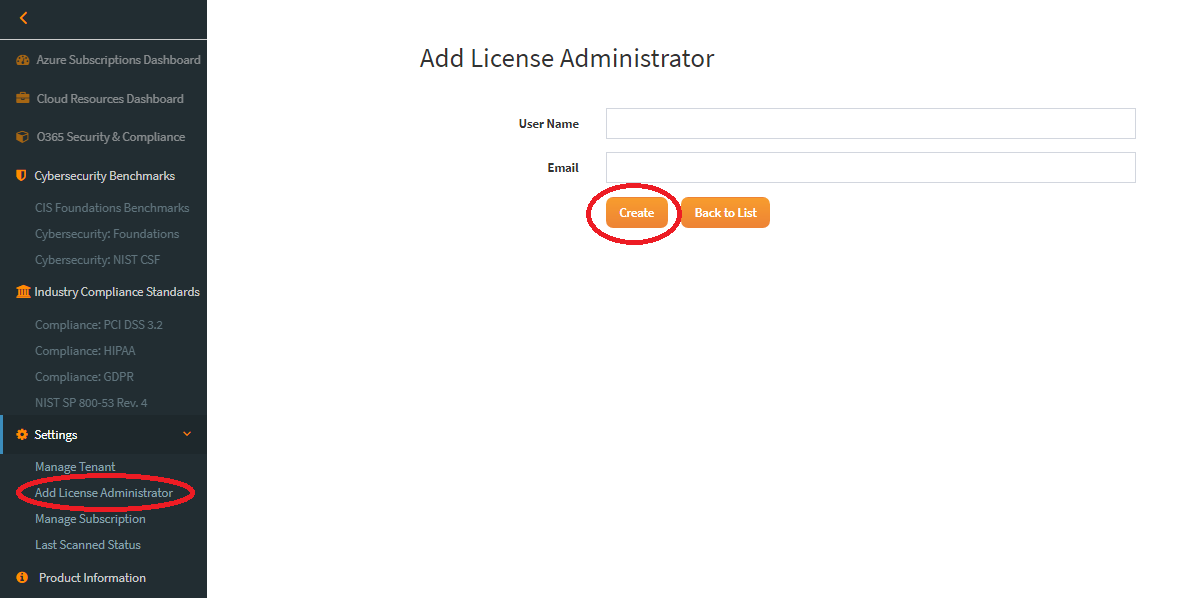 Azure Subscriptions Dashboard
Cloud Resources Dashboard
O365 Security & Compliance
Cybersecurity Benchmarks
CIS Foundations Benchmarks
Cybersecurity: Foundations
Cybersecurity: NIST CSF
Industry Compliance Standards
Compliance: PCI DSS 3.2
Compliance: HIPAA
Compliance: GDPR
NIST SP 800-53 Rev. 4
Settings
Manage Tenant
Add License Administrator
Manage Subscription
Last Scanned Status
Product Information
Add License Administrator
User Name
Email
Create Back to List